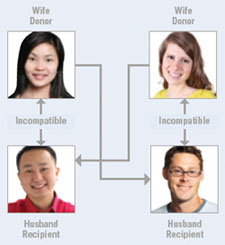 Wife Donor
Wife Donor
Incompatible
Incompatible
Husband Recipient
Husband Recipient